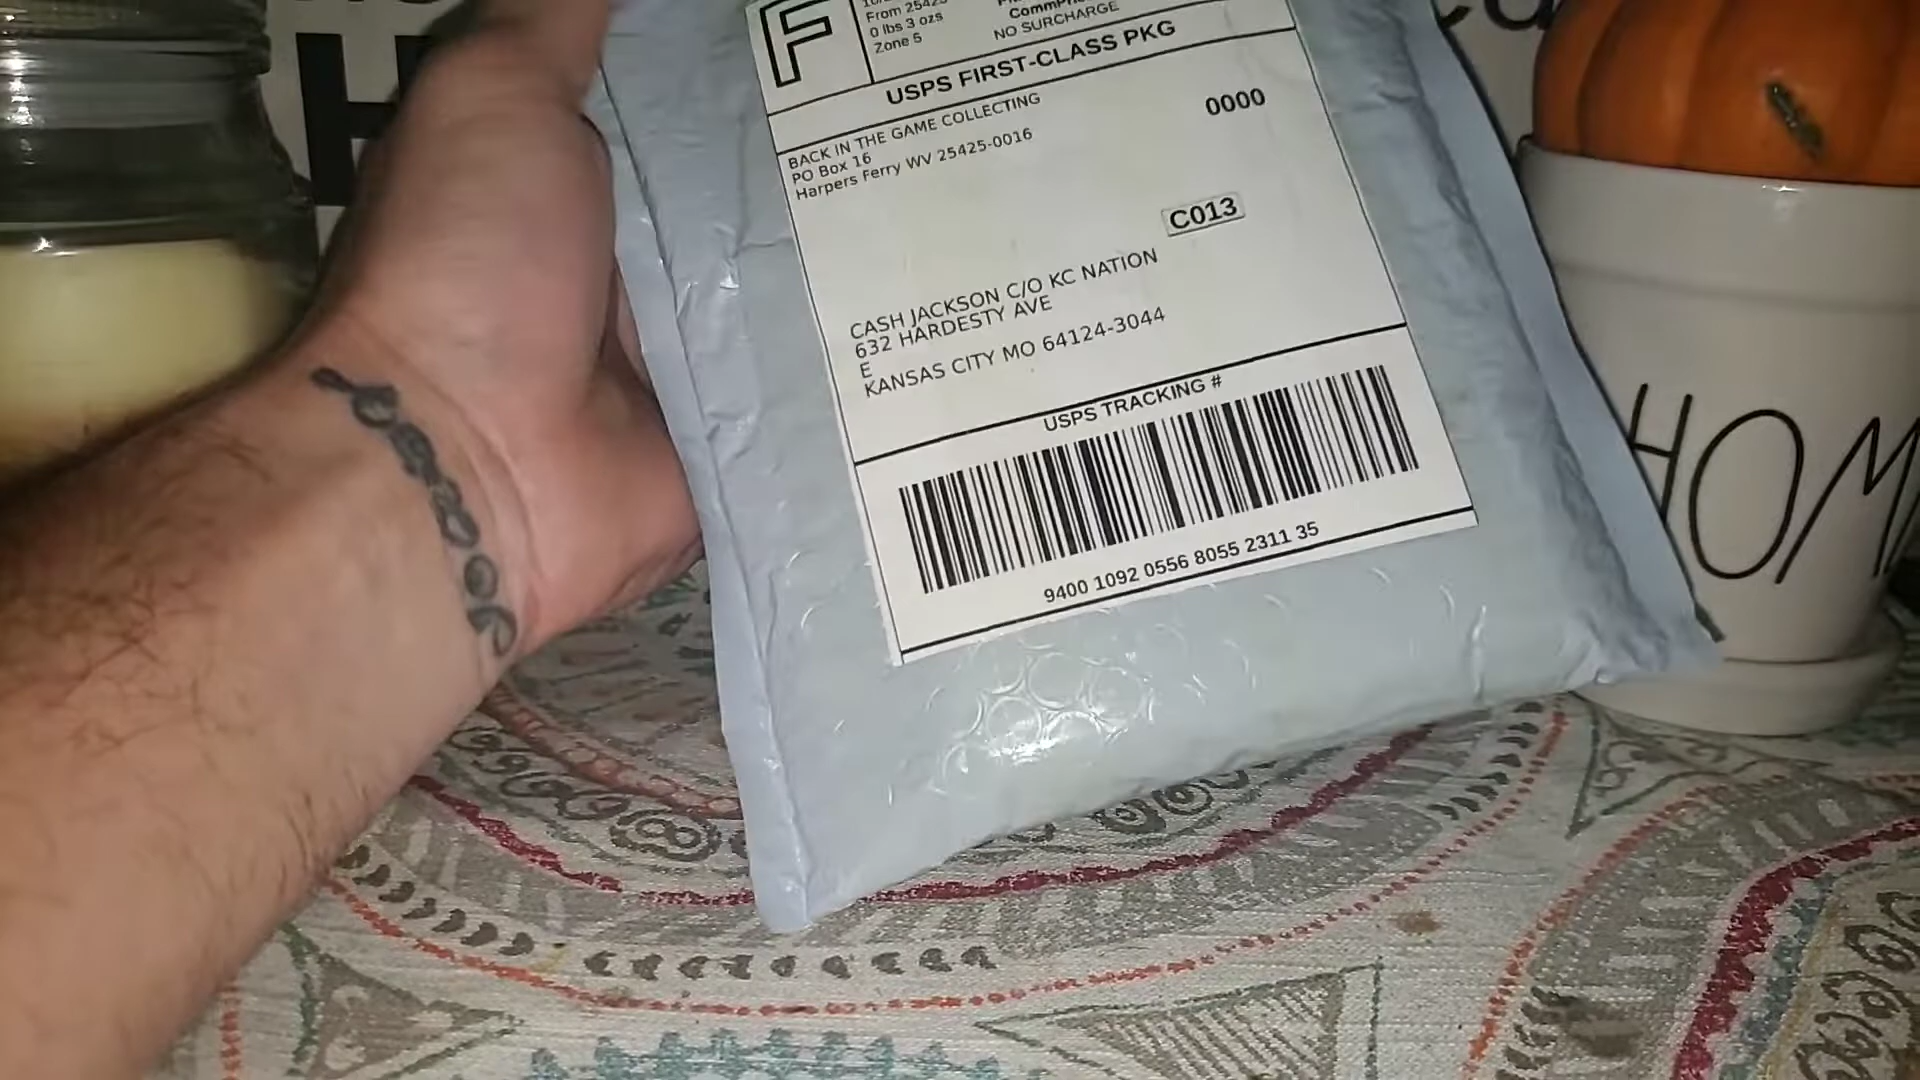 F
From 25425
0 lbs 3 ozs
Zone 5
NO SURCHARGE
USPS FIRST-CLASS PKG
BACK IN THE GAME COLLECTING
PO Box 16
Harpers Ferry WV 25425-0016
0000
C013
CASH JACKSON C/O KC NATION
632 HARDESTY AVE
E
KANSAS CITY MO 64124-3044
USPS TRACKING #
9400 1092 0556 8055 2311 35
HOM
H